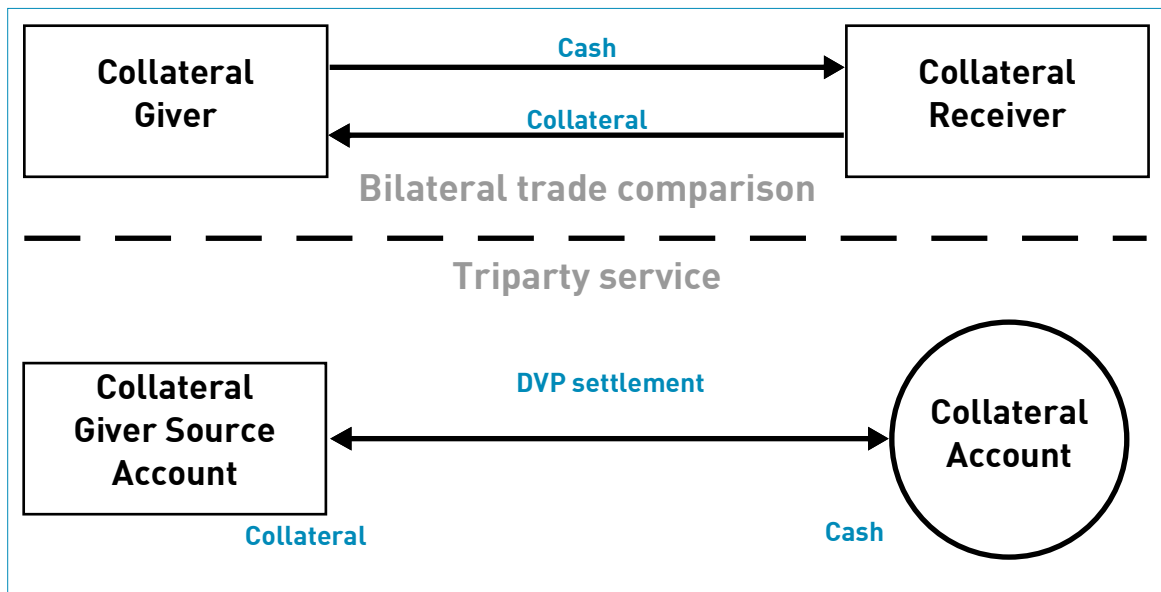 Collateral
Giver
Cash
Collateral
Collateral
Receiver
Bilateral trade comparison
Triparty service
Collateral
Giver Source
Account
DVP settlement
Collateral
Account
Collateral
Cash